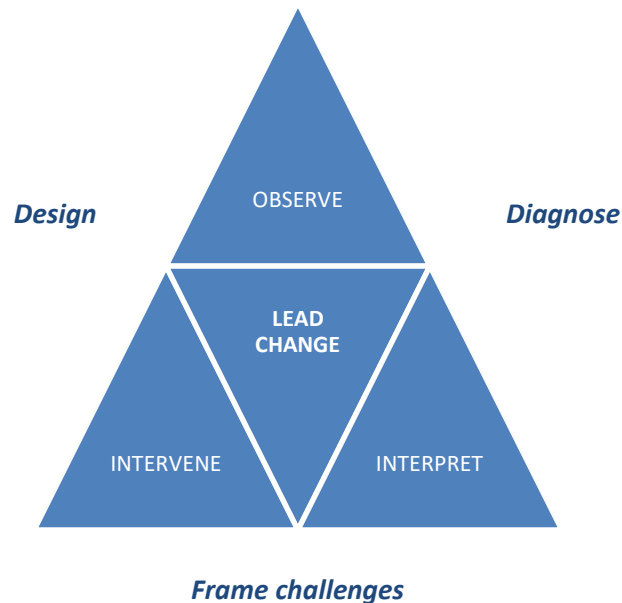 OBSERVE
Design
Diagnose
LEAD
CHANGE
INTERVENE
INTERPRET
Frame challenges